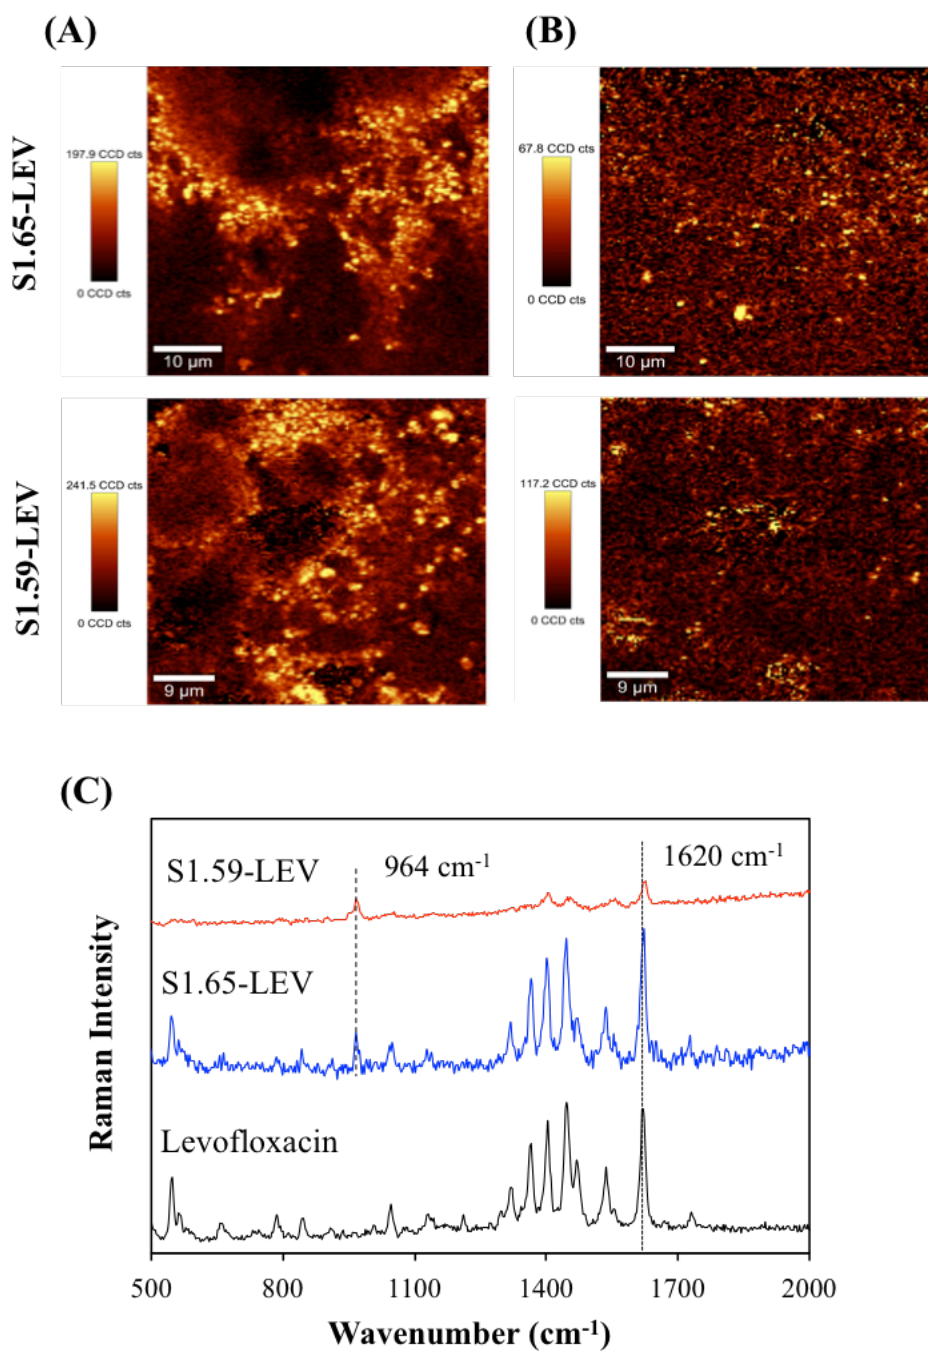 (A)
(B)
S1.65-LEV
197.9 CCD cts
0 CCD cts
10 µm
67.8 CCD cts
0 CCD cts
10 µm
S1.59-LEV
241.5 CCD cts
0 CCD cts
9 µm
117.2 CCD cts
0 CCD cts
9 µm
(C)
S1.59-LEV
964 cm-1
1620 cm-1
S1.65-LEV
Levofloxacin
Raman Intensity
500 800 1100 1400 1700 2000
Wavenumber (cm-1)